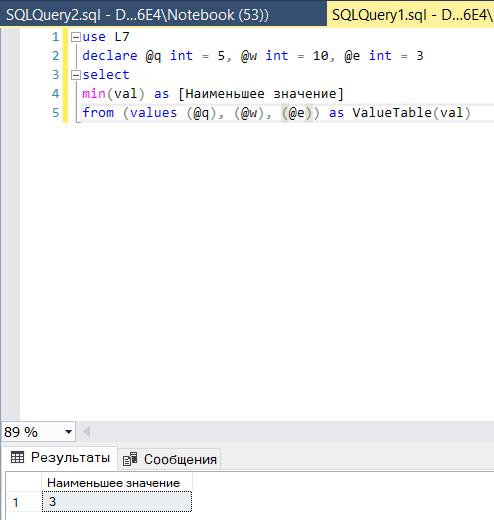 SQLQuery2.sql - D...6E4\Notebook (53)) SQLQuery1.sql - D...6E4\
1 use L7
2 declare @q int = 5, @w int = 10, @e int = 3
3 select
4 min(val) as [Наименьшее значение]
5 from (values (@q), (@w), (@e)) as ValueTable(val)
89 %
Результаты Сообщения
Наименьшее значение
1 3